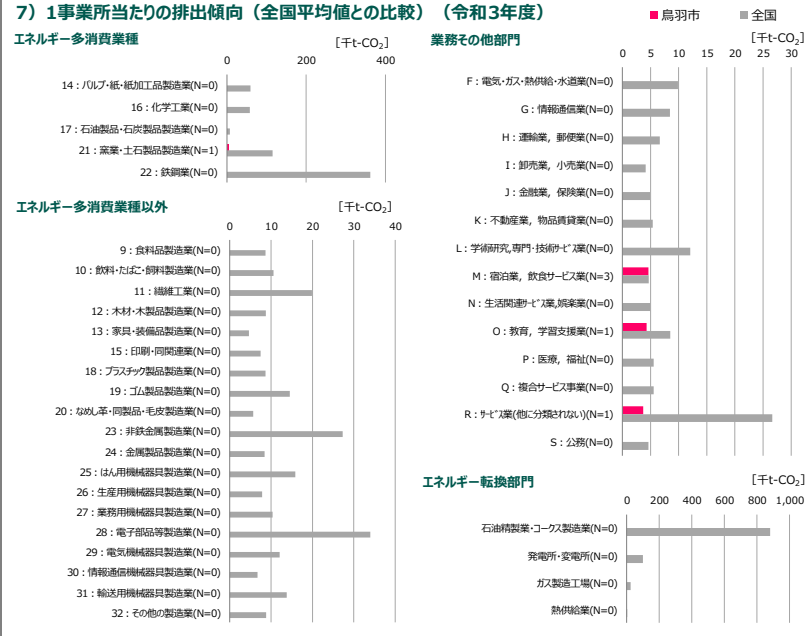 7）1事業所当たりの排出傾向（全国平均値との比較）（令和3年度）
■鳥羽市 ■全国
エネルギー多消費業種
［千t-CO₂］
0 200 400
14：パルプ・紙・紙加工品製造業(N=0)
16：化学工業(N=0)
17：石油製品・石炭製品製造業(N=0)
21：窯業・土石製品製造業(N=1)
22：鉄鋼業(N=0)
エネルギー多消費業種以外
［千t-CO₂］
0 10 20 30 40
9：食料品製造業(N=0)
10：飲料・たばこ・飼料製造業(N=0)
11：繊維工業(N=0)
12：木材・木製品製造業(N=0)
13：家具・装備品製造業(N=0)
15：印刷・同関連業(N=0)
18：プラスチック製品製造業(N=0)
19：ゴム製品製造業(N=0)
20：なめし革・同製品・毛皮製造業(N=0)
23：非鉄金属製造業(N=0)
24：金属製品製造業(N=0)
25：はん用機械器具製造業(N=0)
26：生産用機械器具製造業(N=0)
27：業務用機械器具製造業(N=0)
28：電子部品等製造業(N=0)
29：電気機械器具製造業(N=0)
30：情報通信機械器具製造業(N=0)
31：輸送用機械器具製造業(N=0)
32：その他の製造業(N=0)
業務その他部門
［千t-CO₂］
0 5 10 15 20 25 30
F：電気・ガス・熱供給・水道業(N=0)
G：情報通信業(N=0)
H：運輸業，郵便業(N=0)
I：卸売業，小売業(N=0)
J：金融業，保険業(N=0)
K：不動産業，物品賃貸業(N=0)
L：学術研究,専門・技術ｻｰﾋﾞｽ業(N=0)
M：宿泊業，飲食サービス業(N=3)
N：生活関連ｻｰﾋﾞｽ業,娯楽業(N=0)
O：教育，学習支援業(N=1)
P：医療，福祉(N=0)
Q：複合サービス事業(N=0)
R：ｻｰﾋﾞｽ業(他に分類されない)(N=1)
S：公務(N=0)
エネルギー転換部門
［千t-CO₂］
0 200 400 600 800 1,000
石油精製業・コークス製造業(N=0)
発電所・変電所(N=0)
ガス製造工場(N=0)
熱供給業(N=0)